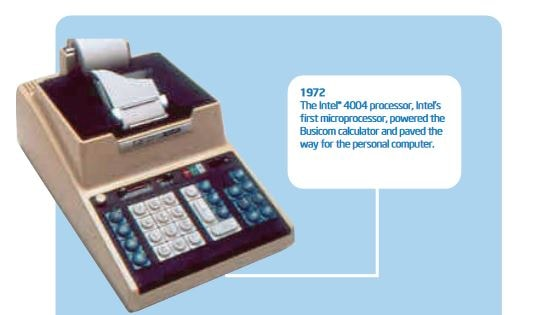 1972
The Intel® 4004 processor, Intel's
first microprocessor, powered the
Busicom calculator and paved the
way for the personal computer.